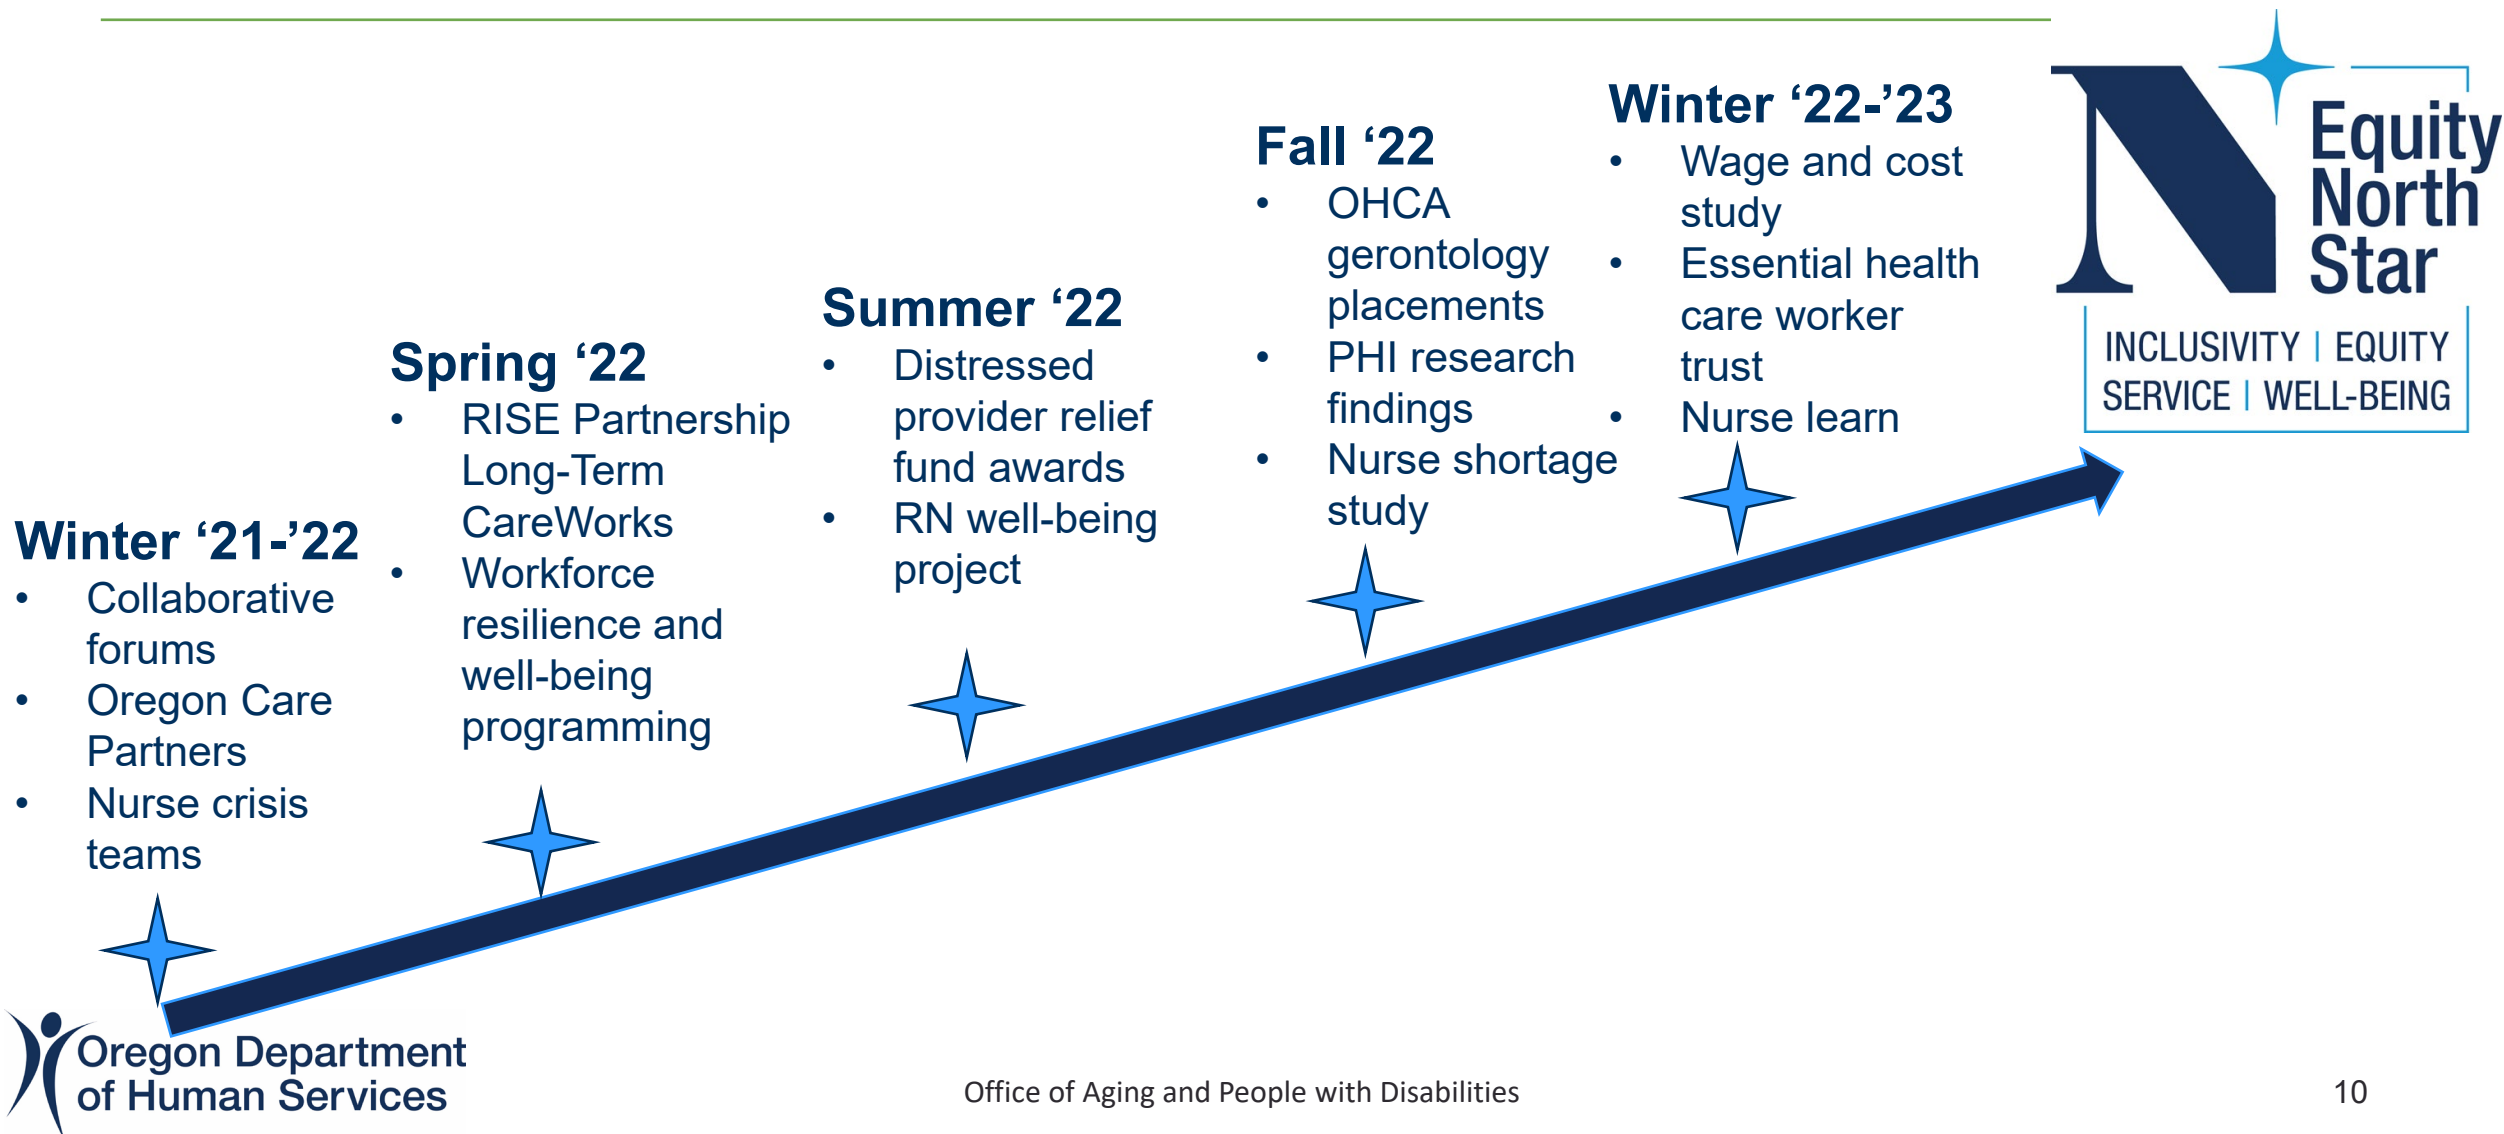 Winter ‘21-’22
• Collaborative
forums
• Oregon Care
Partners
• Nurse crisis
teams
Spring ‘22
• RISE Partnership
Long-Term
CareWorks
• Workforce
resilience and
well-being
programming
Summer ‘22
• Distressed
provider relief
fund awards
• RN well-being
project
Fall ‘22
• OHCA
gerontology
placements
• PHI research
findings
• Nurse shortage
study
Winter ‘22-’23
• Wage and cost
study
• Essential health
care worker
trust
• Nurse learn
N
Equity
North
Star
INCLUSIVITY | EQUITY
SERVICE | WELL-BEING
Oregon Department
of Human Services
Office of Aging and People with Disabilities
10